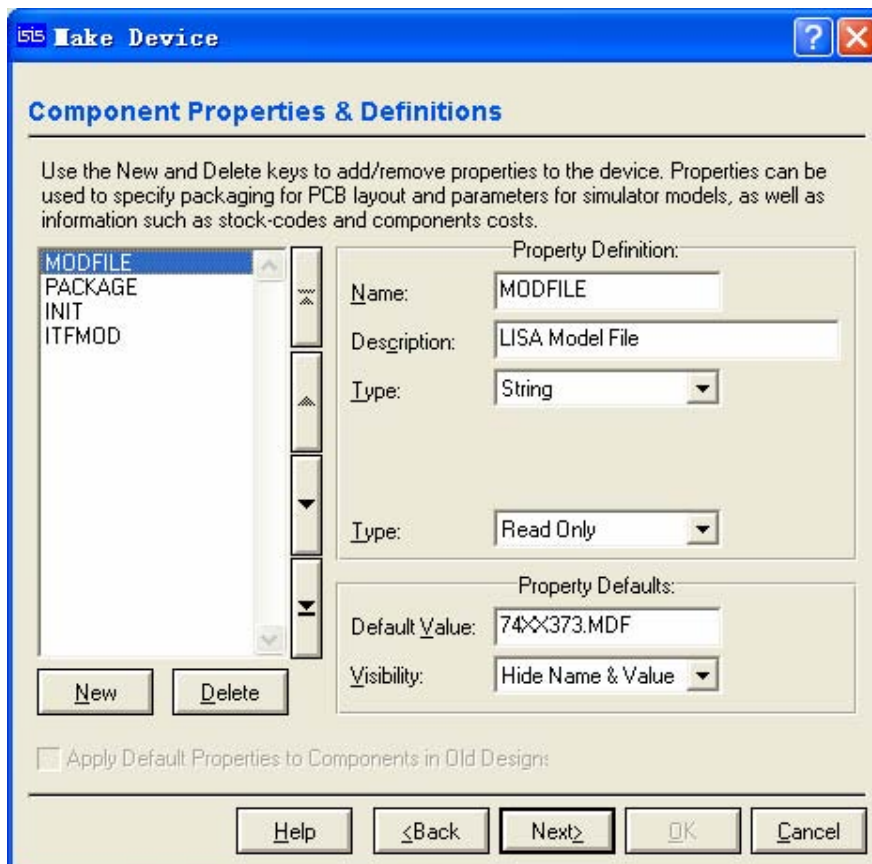 isis Make Device
Component Properties & Definitions
Use the New and Delete keys to add/remove properties to the device. Properties can be
used to specify packaging for PCB layout and parameters for simulator models, as well as
information such as stock-codes and components costs.
MODFILE
PACKAGE
INIT
ITFMOD
New
Delete
Property Definition:
Name: MODFILE
Description: LISA Model File
Type: String
Type: Read Only
Property Defaults:
Default Value: 74XX373.MDF
Visibility: Hide Name & Value
Apply Default Properties to Components in Old Designs
Help
<Back
Next>
OK
Cancel